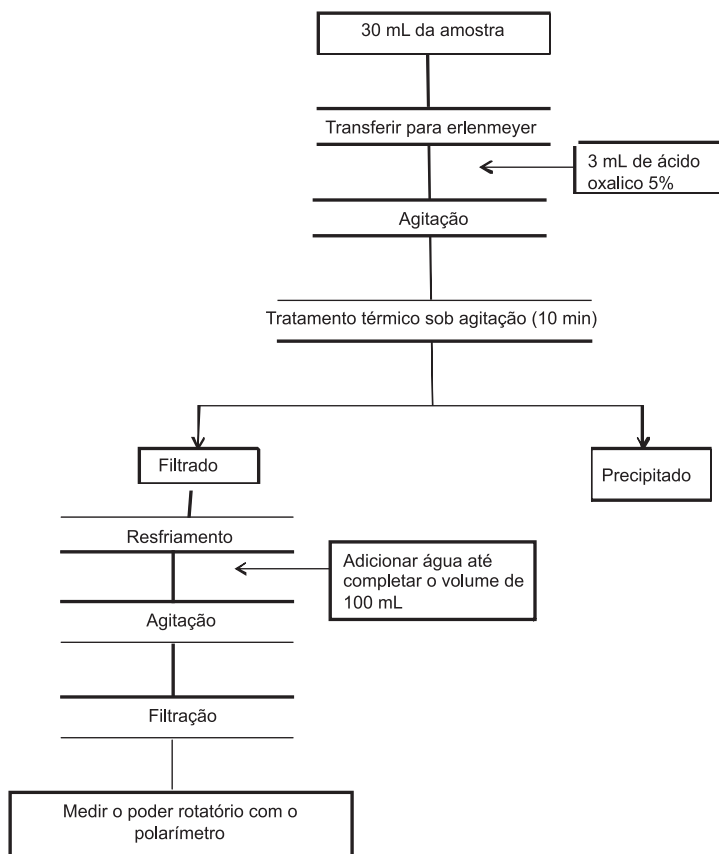 30 mL da amostra
Transferir para erlenmeyer
3 mL de ácido
oxalico 5%
Agitação
Tratamento térmico sob agitação (10 min)
Filtrado
Precipitado
Resfriamento
Adicionar água até
completar o volume de
100 mL
Agitação
Filtração
Medir o poder rotatório com o
polarímetro